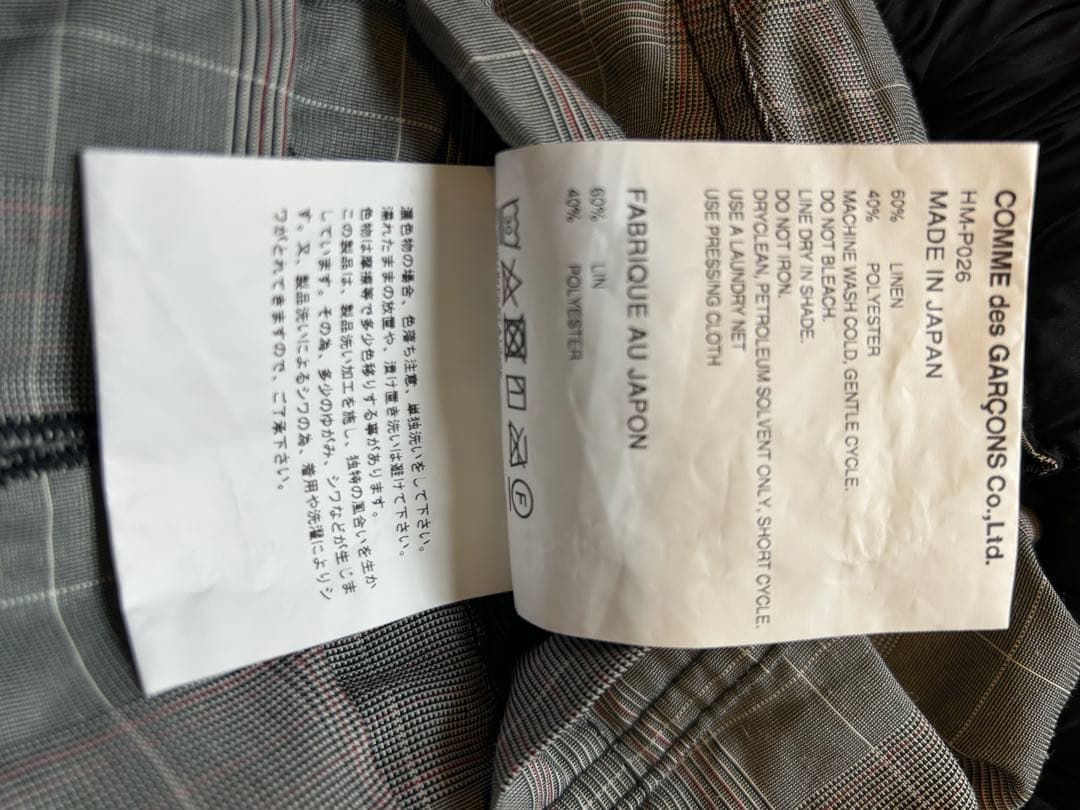 COMME des GARÇONS Co.,Ltd.
HM-P026
MADE IN JAPAN
60% LINEN
40% POLYESTER
MACHINE WASH COLD, GENTLE CYCLE.
DO NOT BLEACH.
LINE DRY IN SHADE.
DO NOT IRON.
DRYCLEAN, PETROLEUM SOLVENT ONLY, SHORT CYCLE.
USE A LAUNDRY NET
USE PRESSING CLOTH
FABRIQUE AU JAPON
60% LIN
40% POLYESTER
30
F
濃色物の場合、色落ち注意、単独洗いをして下さい。
濡れたままの放置や、漬け置き洗いは避けて下さい。
色物は摩擦等で多少色移りする事があります。
この製品は、製品洗い加工を施し、独特の風合いを生か
しています。その為、多少のゆがみ、シワなどが生じま
す。又、製品洗いによるシワの為、着用や洗濯によりシ
ワがとれてきますので、ご了承下さい。